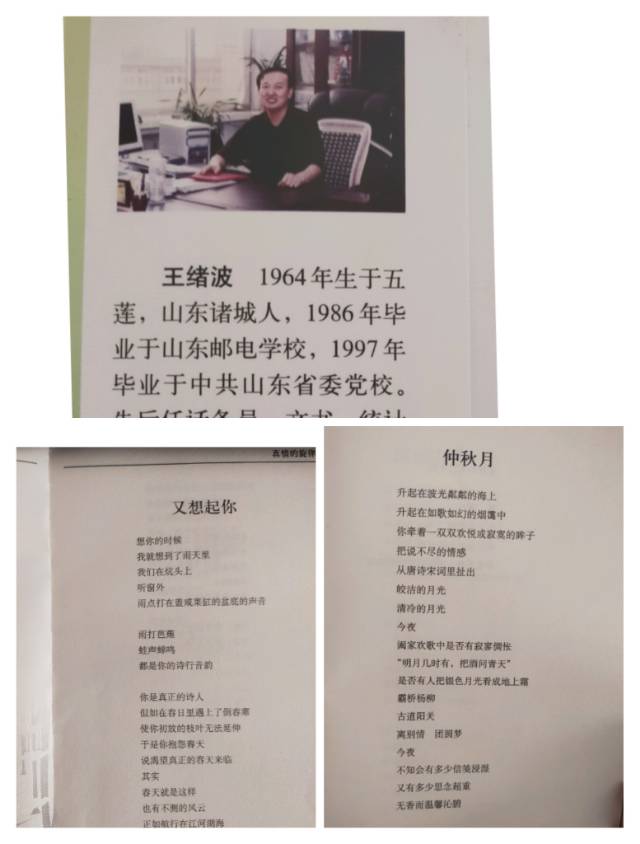 王绪波 1964年生于五
莲，山东诸城人，1986年毕
业于山东邮电学校，1997年
毕业于中共山东省委党校。
真情的旋律
又想起你
想你的时候
我就想到了雨天里
我们在炕头上
听窗外
雨点打在盖咸菜缸的盆底的声音
雨打芭蕉
蛙声蝉鸣
都是你的诗行音韵
你是真正的诗人
但如在春日里遇上了倒春寒
使你初放的枝叶无法延伸
于是你抱怨春天
说渴望真正的春天来临
其实
春天就是这样
也有不测的风云
正如航行在江河湖海
仲秋月
升起在波光粼粼的海上
升起在如歌如幻的烟霭中
你牵着一双双欢悦或寂寞的眸子
把说不尽的情感
从唐诗宋词里扯出
皎洁的月光
清冷的月光
今夜
阖家欢歌中是否有寂寥惆怅
“明月几时有，把酒问青天”
是否有人把银色月光看成地上霜
霸桥杨柳
古道阳关
离别情 团圆梦
今夜
不知会有多少信笺浸湿
又有多少思念超重
无香而温馨沁腑